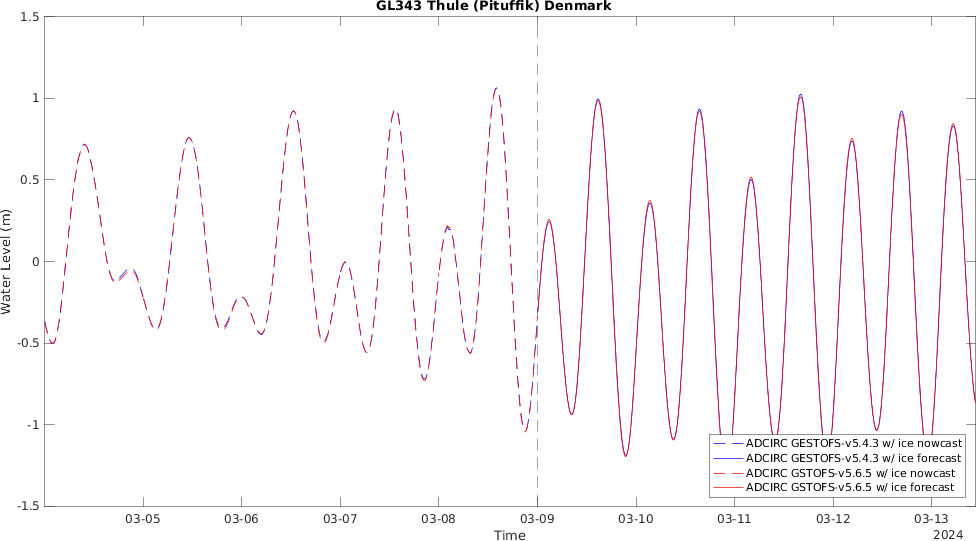 GL343 Thule (Pituffik) Denmark
1.5
1
0.5
0
-0.5
-1
-1.5
Water Level (m)
ADCIRC GESTOFS-v5.4.3 w/ ice nowcast
ADCIRC GESTOFS-v5.4.3 w/ ice forecast
ADCIRC GSTOFS-v5.6.5 w/ ice nowcast
ADCIRC GSTOFS-v5.6.5 w/ ice forecast
03-05 03-06 03-07 03-08 03-09 03-10 03-11 03-12 03-13
Time
2024